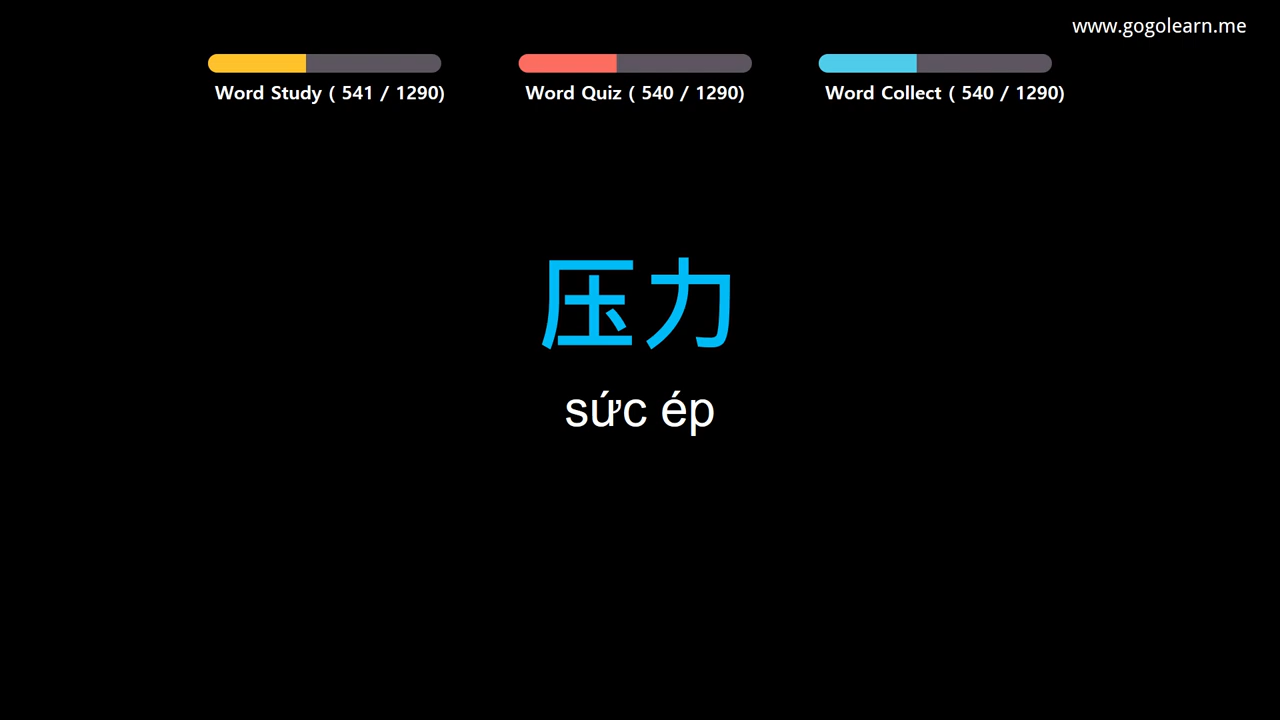 www.gogolearn.me
Word Study ( 541 / 1290)
Word Quiz ( 540 / 1290)
Word Collect ( 540 / 1290)
压力
sức ép